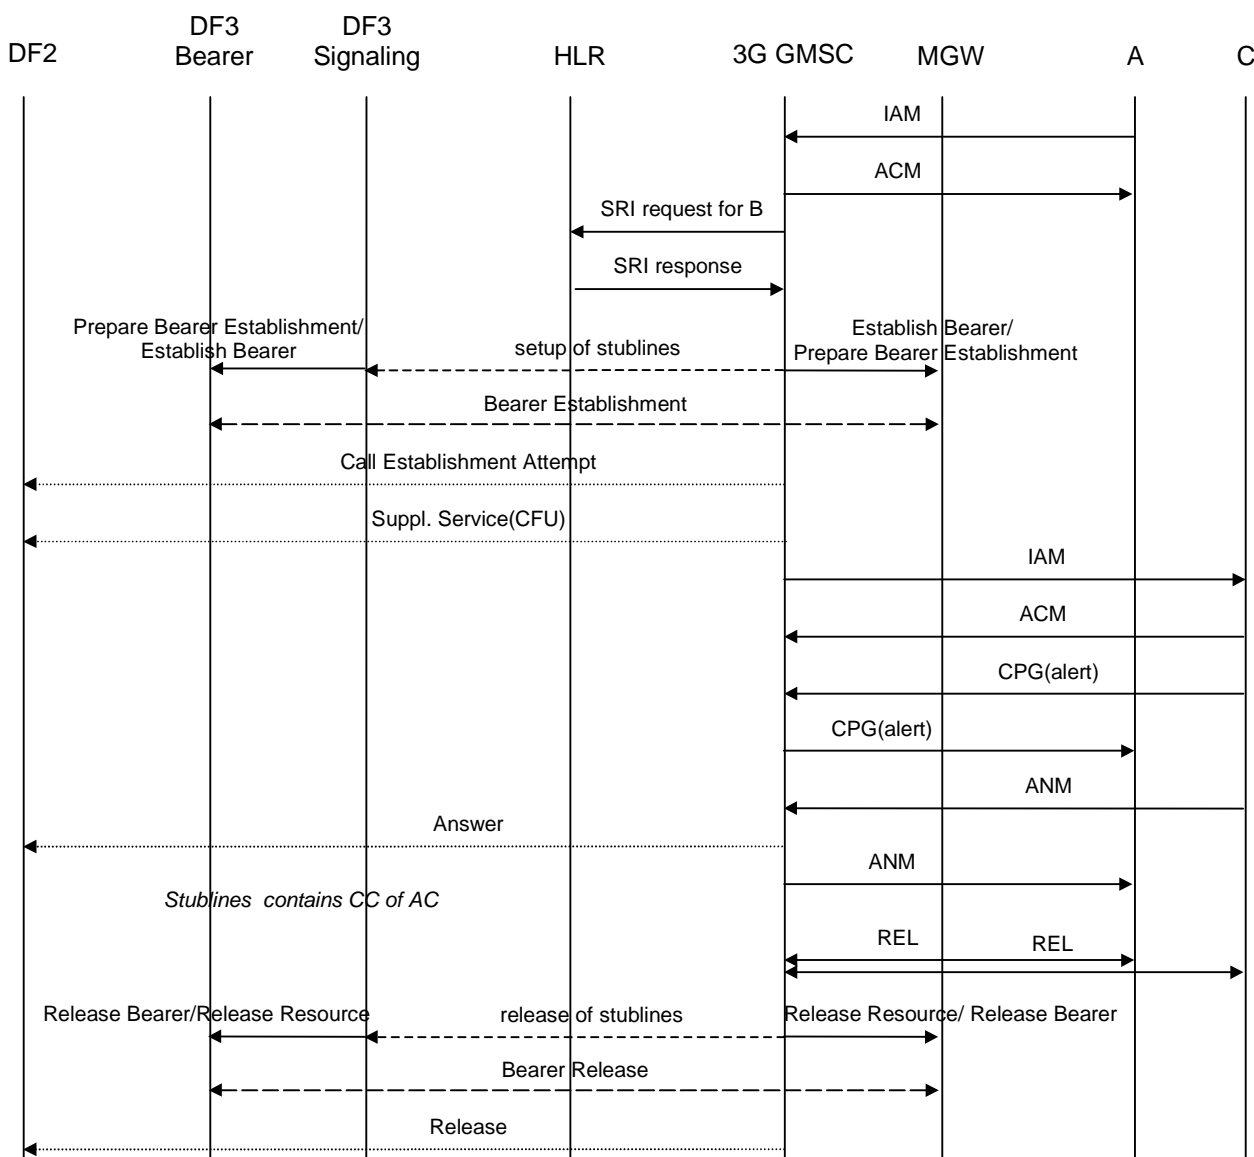 DF2
DF3
Bearer
DF3
Signaling
HLR
3G GMSC
MGW
A
C
IAM
ACM
SRI request for B
SRI response
Prepare Bearer Establishment/
Establish Bearer
setup of stublines
Establish Bearer/
Prepare Bearer Establishment
Bearer Establishment
Call Establishment Attempt
Suppl. Service(CFU)
IAM
ACM
CPG(alert)
CPG(alert)
ANM
Answer
ANM
Stublines contains CC of AC
REL
REL
Release Bearer/Release Resource
release of stublines
Release Resource/ Release Bearer
Bearer Release
Release